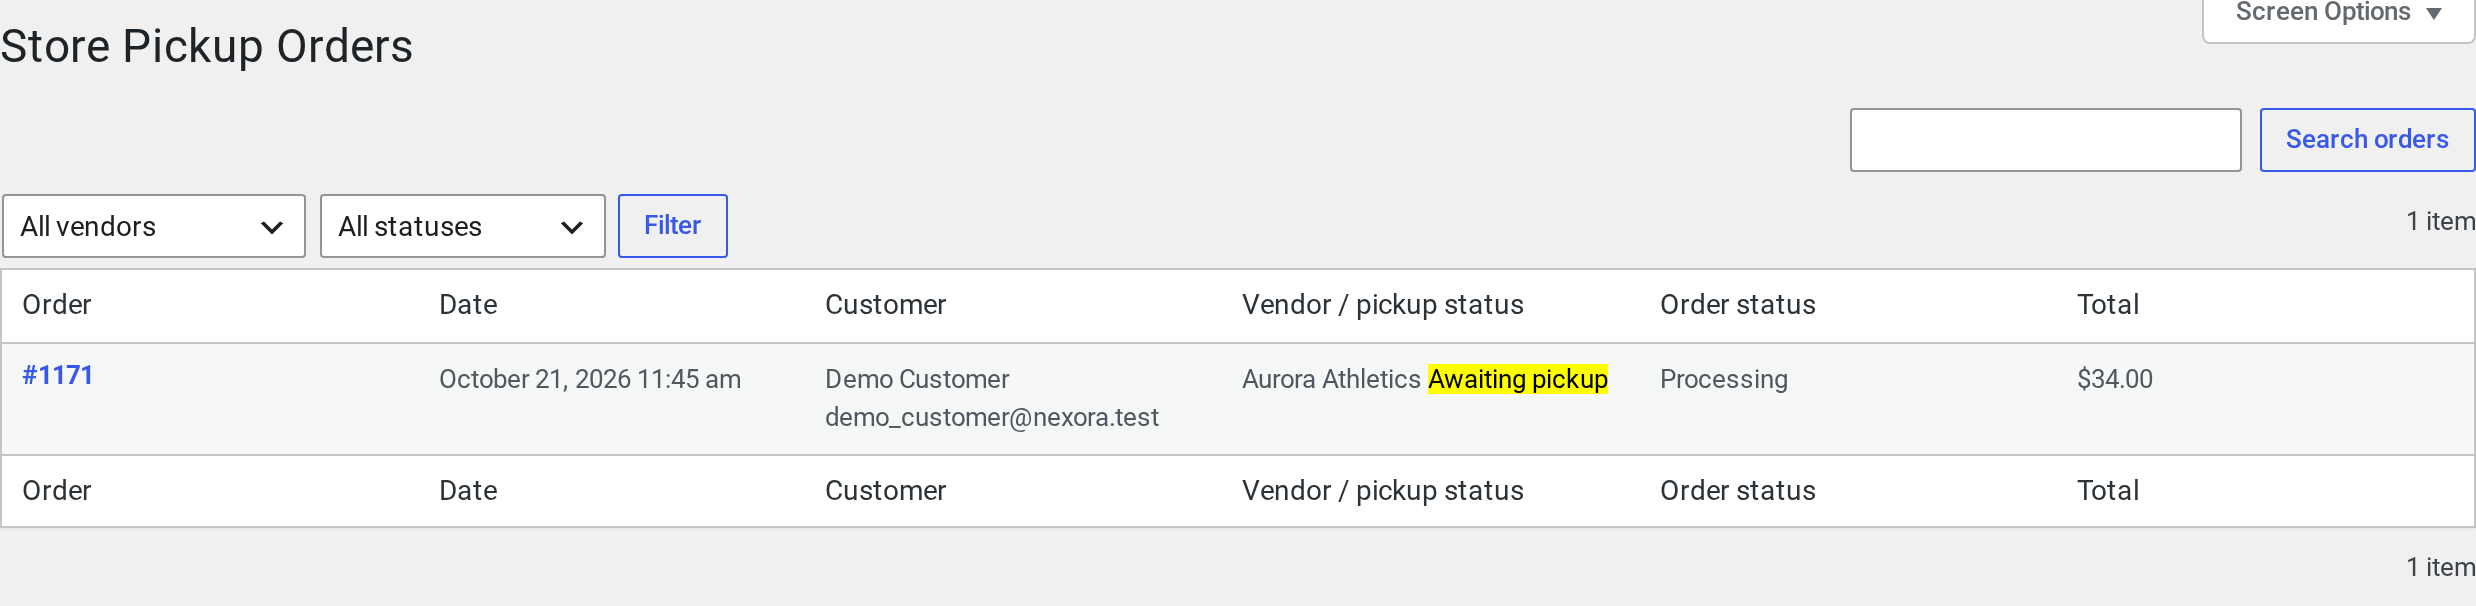 Screen Options
Store Pickup Orders
Search orders
All vendors All statuses Filter 1 item
Order Date Customer Vendor / pickup status Order status Total
#1171 October 21, 2026 11:45 am Demo Customer Aurora Athletics Awaiting pickup Processing $34.00
demo_customer@nexora.test
Order Date Customer Vendor / pickup status Order status Total
1 item